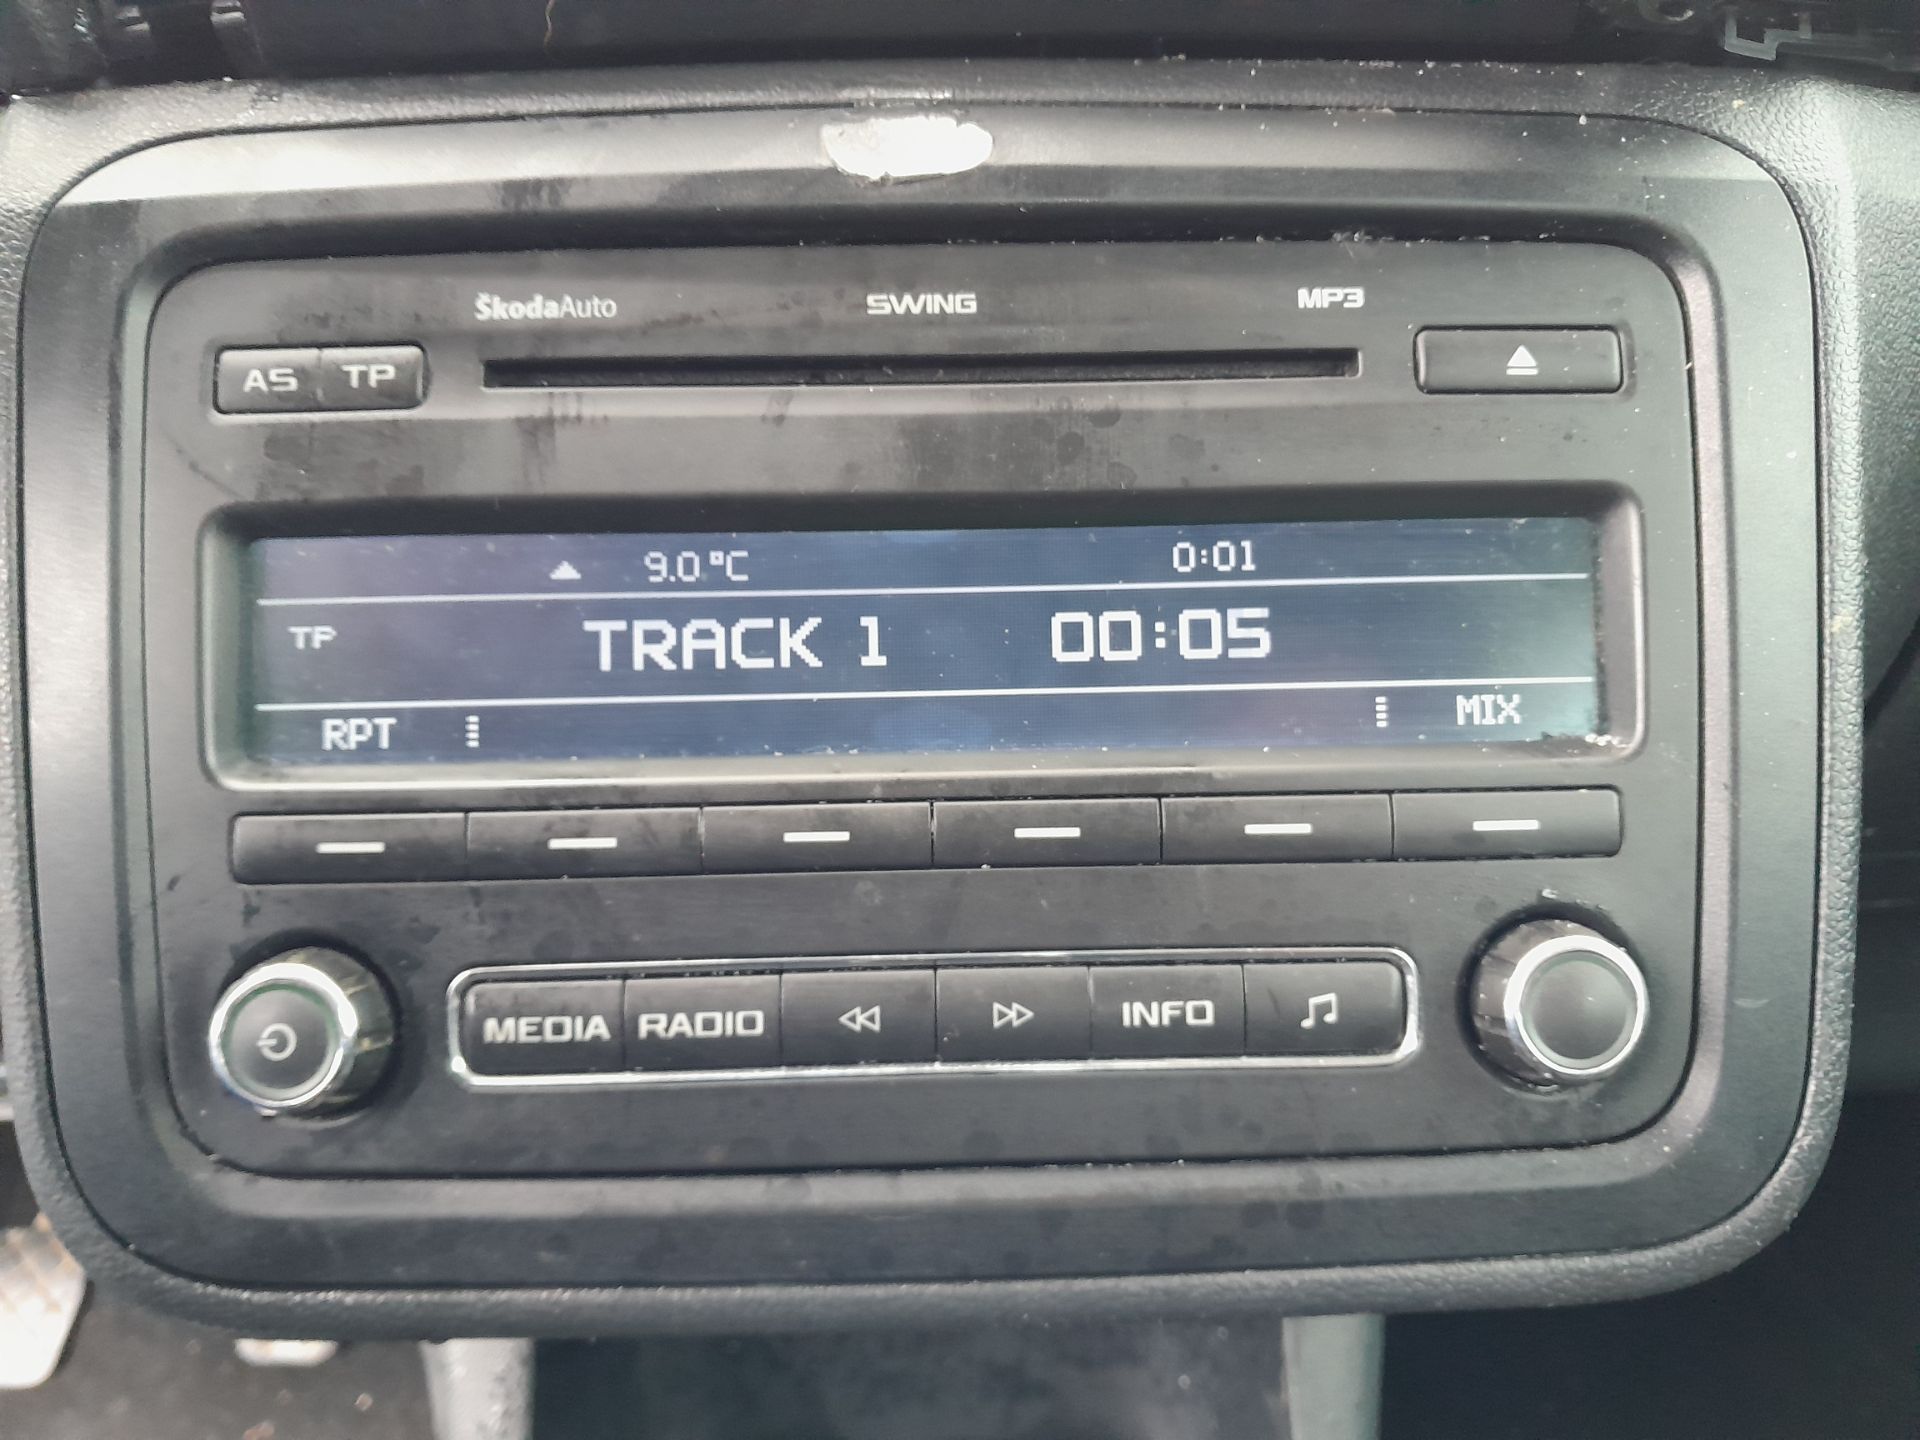 ŠkodaAuto SWING MP3
AS TP
9.0 °C 0:01
TP TRACK 1 00:05
RPT MIX
MEDIA RADIO INFO